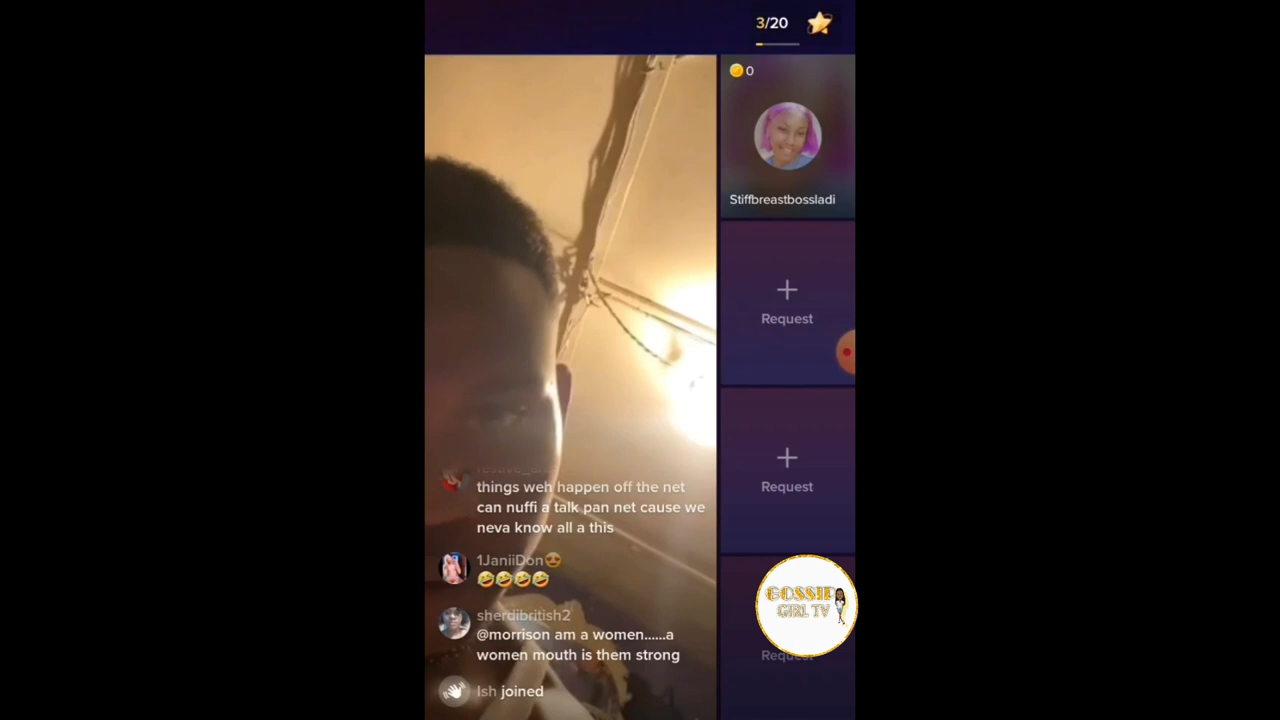 3/20
0
Stiffbreastbossladi
Request
Request
things weh happen off the net
can nuffi a talk pan net cause we
neva know all a this
1JaniiDon😍
🤣🤣🤣🤣
sherdibritish2
@morrison am a women......a
women mouth is them strong
Ish joined
GOSSIP
GIRL TV
Request